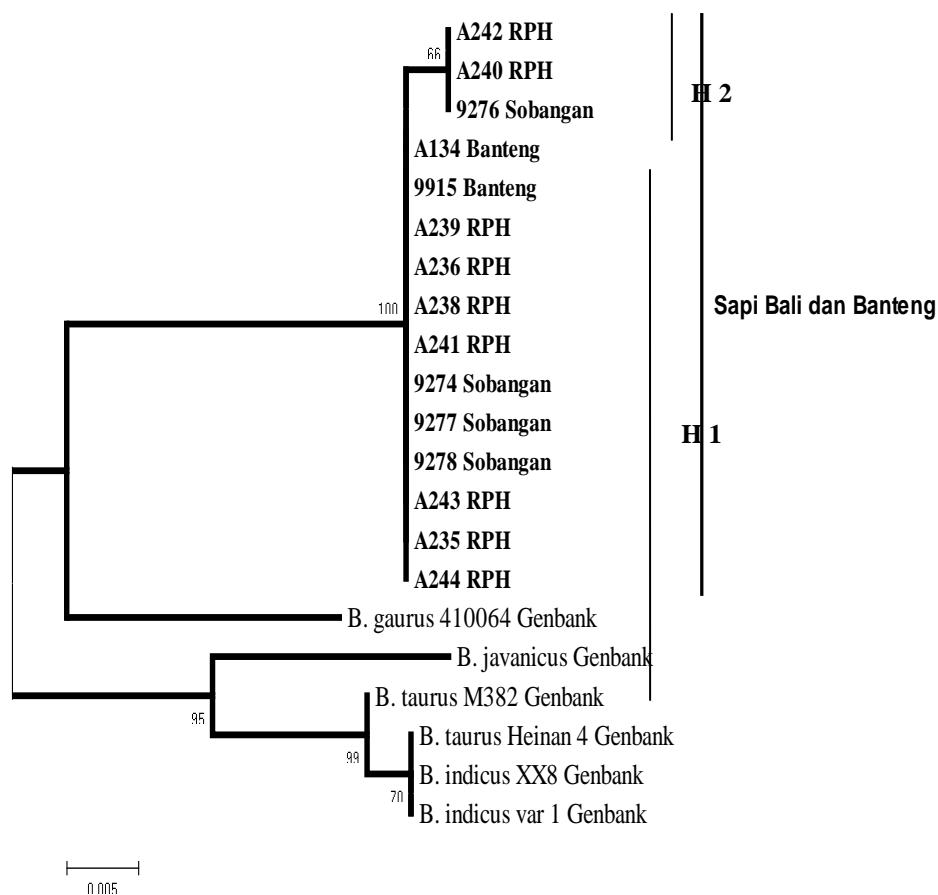 A242 RPH
66
A240 RPH
H 2
9276 Sobangan
A134 Banteng
9915 Banteng
A239 RPH
A236 RPH
100
A238 RPH
Sapi Bali dan Banteng
A241 RPH
9274 Sobangan
9277 Sobangan
H 1
9278 Sobangan
A243 RPH
A235 RPH
A244 RPH
B. gaurus 410064 Genbank
B. javanicus Genbank
B. taurus M382 Genbank
95
B. taurus Heinan 4 Genbank
99
B. indicus XX8 Genbank
70
B. indicus var 1 Genbank
0.005